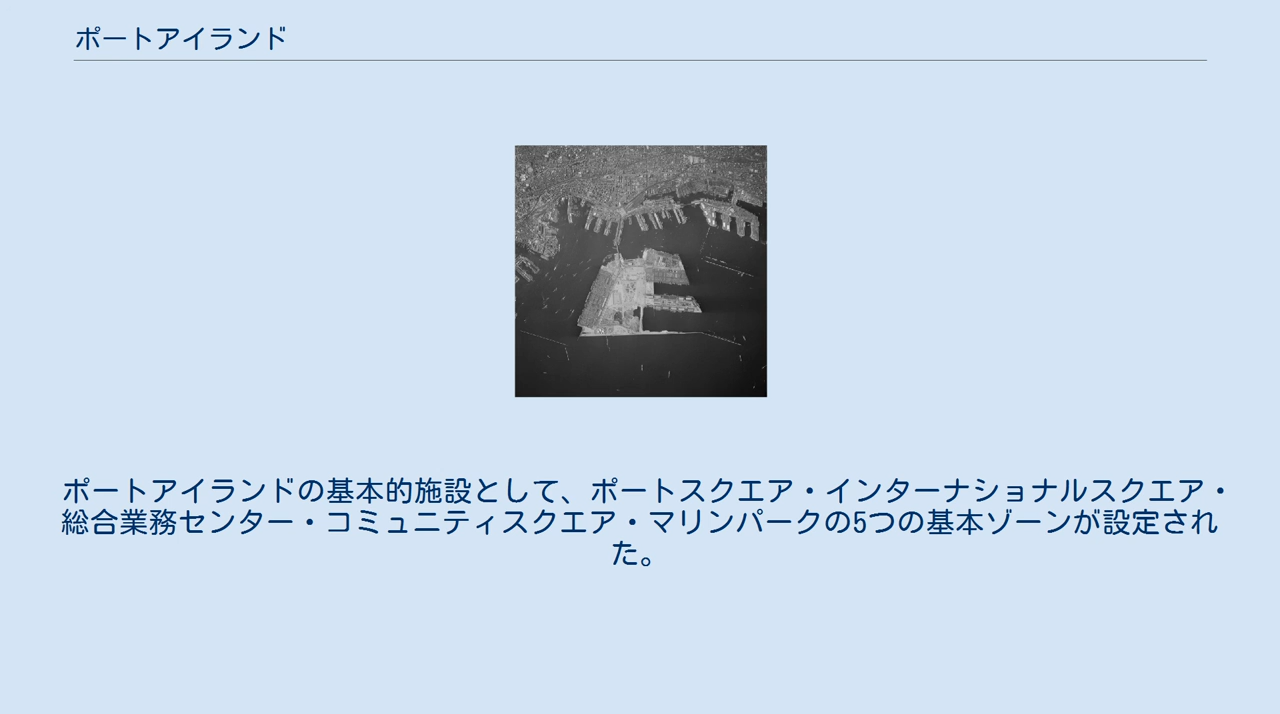 ポートアイランド
ポートアイランドの基本的施設として、ポートスクエア・インターナショナルスクエア・
総合業務センター・コミュニティスクエア・マリンパークの5つの基本ゾーンが設定され
た。